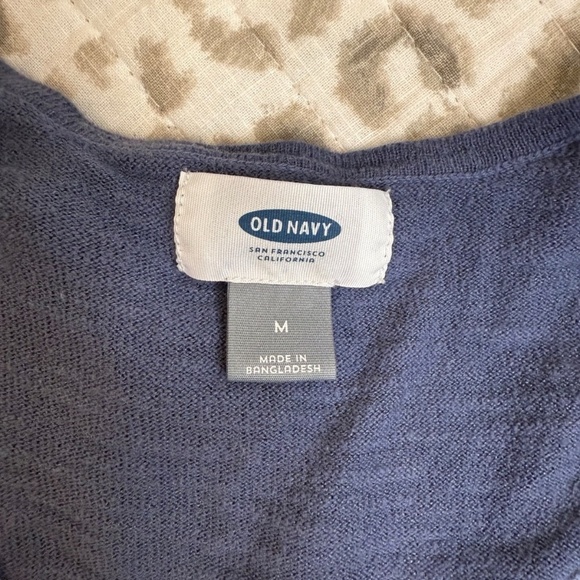 OLD NAVY
SAN FRANCISCO
CALIFORNIA
M
MADE IN
BANGLADESH